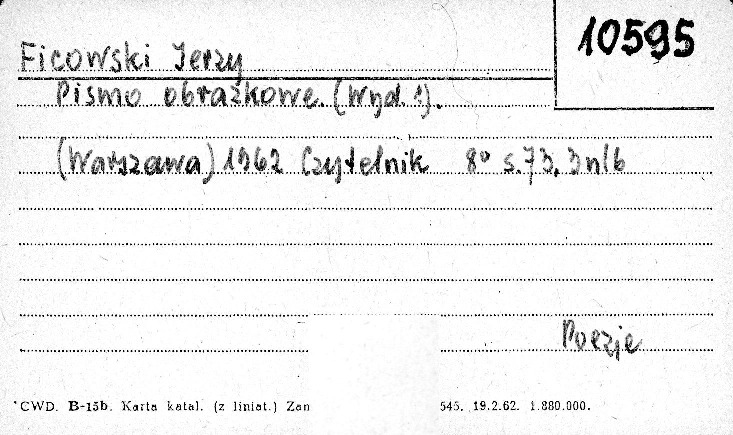 10595
Ficowski Jerzy
Pismo obrazkowe. (Wyd. 1).
(Warszawa) 1962 Czytelnik 8° s. 73, 3 nlb
Poezje
CWD. B-15b. Karta katal. (z liniat.) Zan 545. 19.2.62. 1.880.000.